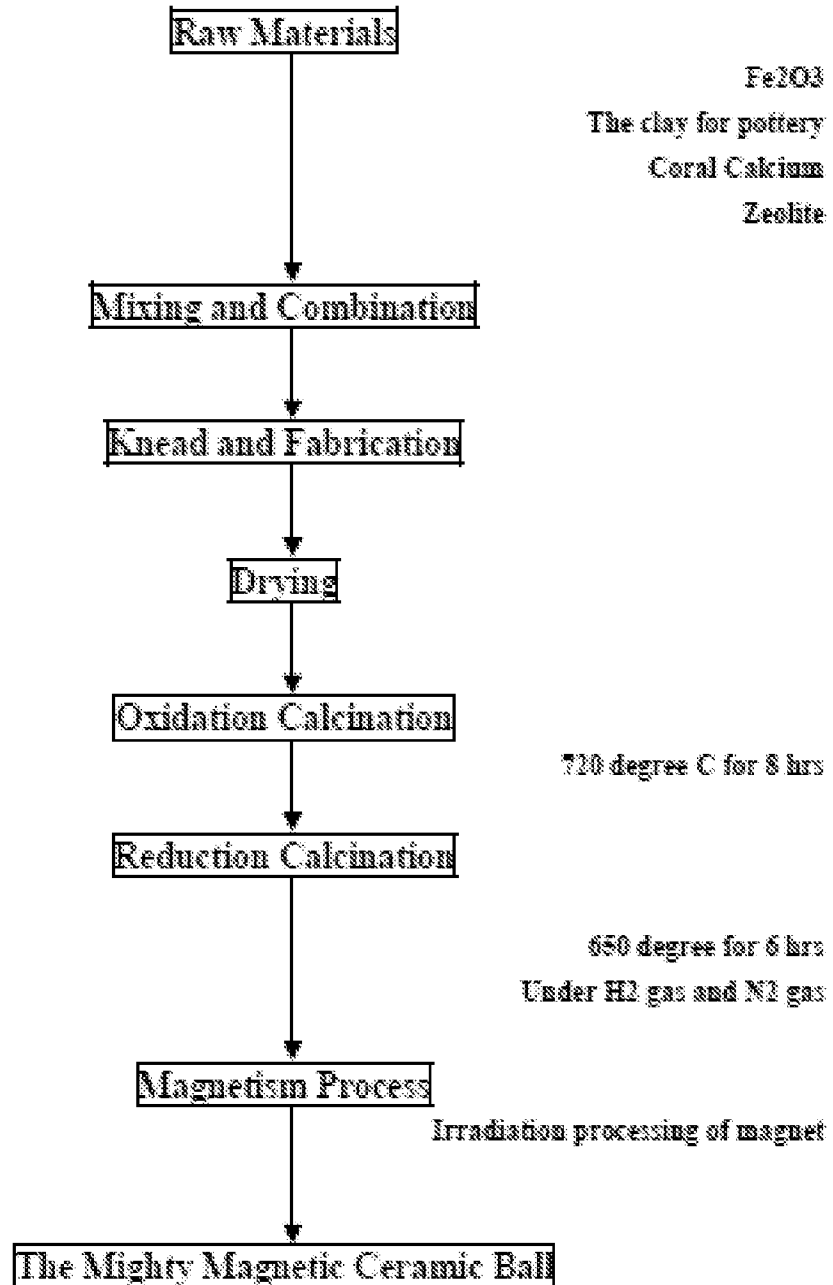 Raw Materials
Fe2O3
The clay for pottery
Coral Calcium
Zeolite
Mixing and Combination
Knead and Fabrication
Drying
Oxidation Calcination
720 degree C for 8 hrs
Reduction Calcination
650 degree for 6 hrs
Under H2 gas and N2 gas
Magnetism Process
Irradiation processing of magnet
The Mighty Magnetic Ceramic Ball